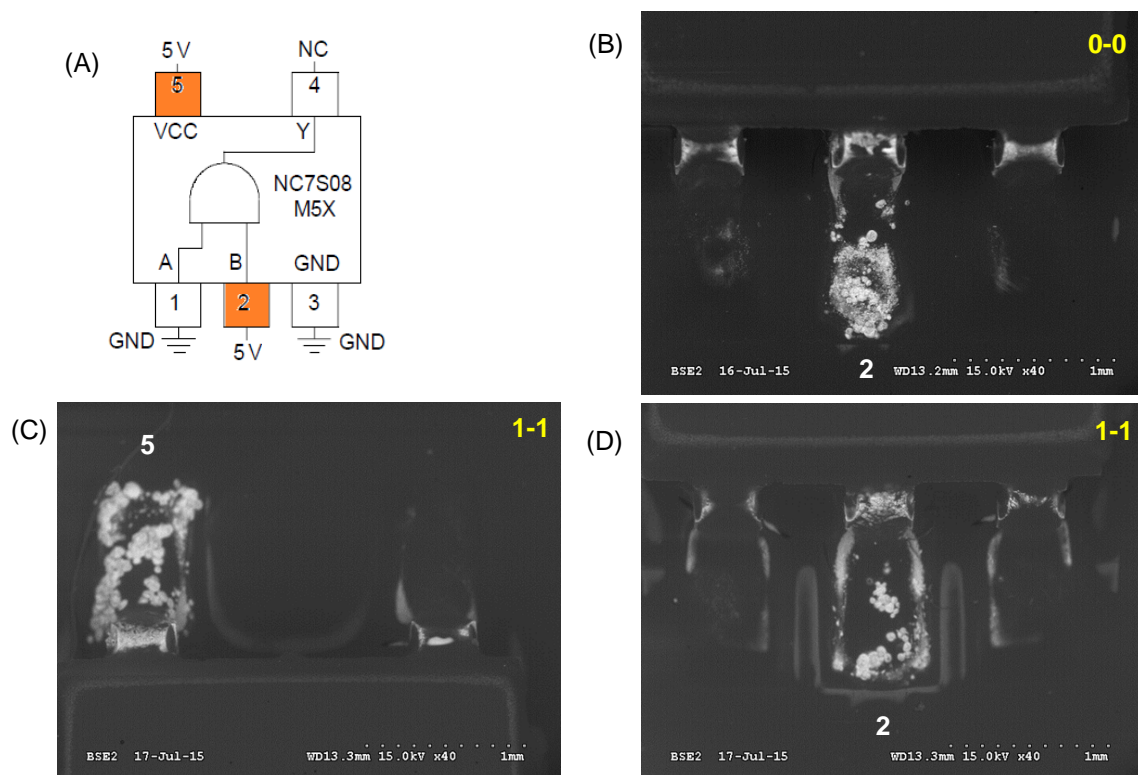 (A)
5V
NC
5
4
VCC
Y
NC7S08
M5X
A
B
GND
1
2
3
GND
5V
GND
(B)
0-0
2
BSE2 16-Jul-15 WD13.2mm 15.0kV x40 1mm
(C)
5
1-1
BSE2 17-Jul-15 WD13.3mm 15.0kV x40 1mm
(D)
1-1
2
BSE2 17-Jul-15 WD13.3mm 15.0kV x40 1mm